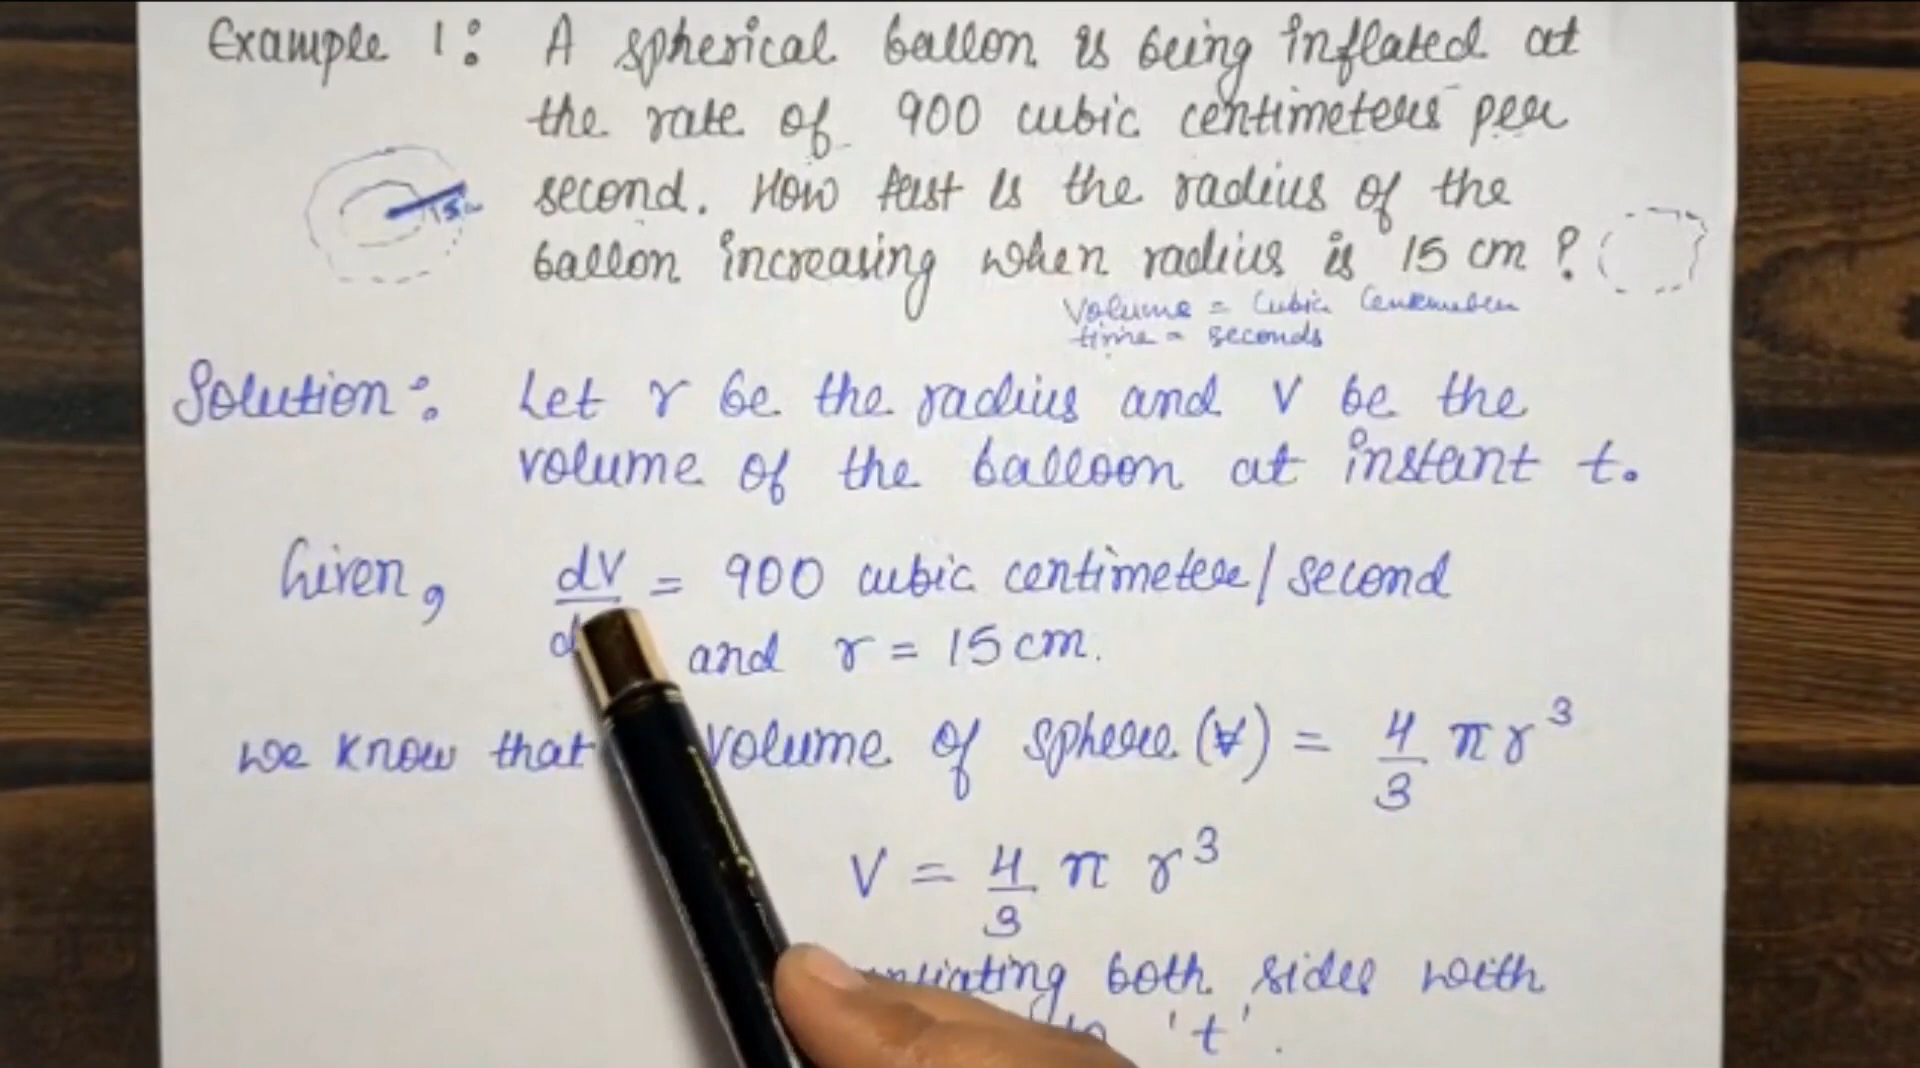 Example 1: A spherical ballon is being inflated at
the rate of 900 cubic centimeters per
second. How fast is the radius of the
ballon increasing when radius is 15 cm?
Volume = Cubic
time = seconds
Solution: Let r be the radius and V be the
volume of the balloon at instant t.
Given, dV = 900 cubic centimeter / second
and r = 15 cm.
we know that volume of sphere (V) = 4/3 π r³
V = 4/3 π r³
both sides with
't'.